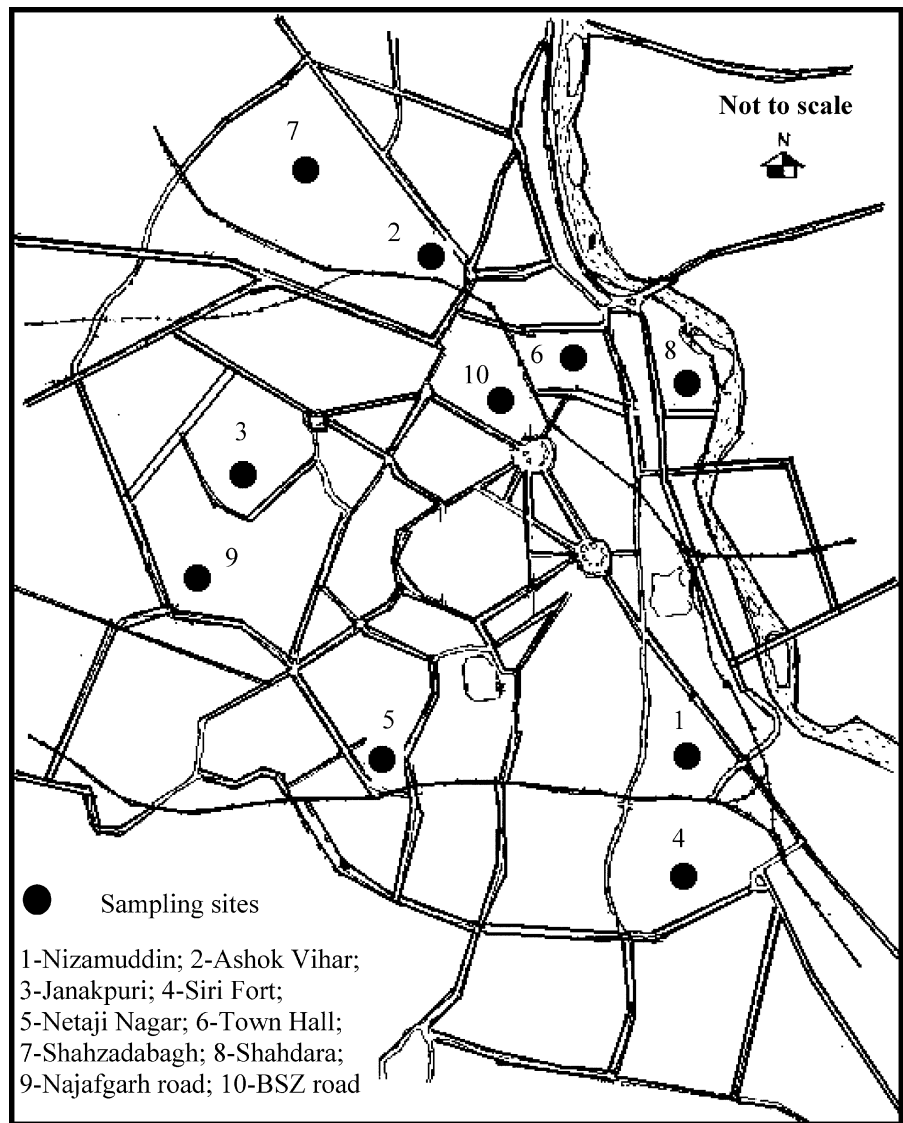 Not to scale
N
7
2
6
8
10
3
9
5
1
4
Sampling sites
1-Nizamuddin; 2-Ashok Vihar;
3-Janakpuri; 4-Siri Fort;
5-Netaji Nagar; 6-Town Hall;
7-Shahzadabagh; 8-Shahdara;
9-Najafgarh road; 10-BSZ road